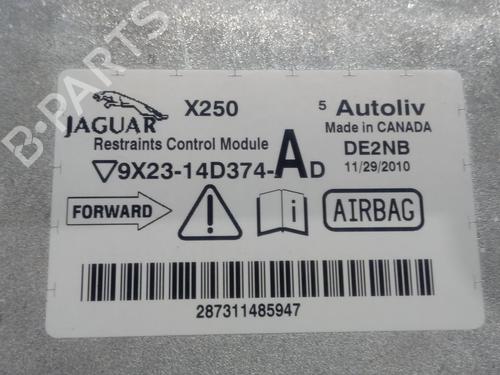 B-PARTS
JAGUAR
X250
5 Autoliv
Made in CANADA
Restraints Control Module
DE2NB
9X23-14D374-AD
11/29/2010
FORWARD
i
AIRBAG
287311485947